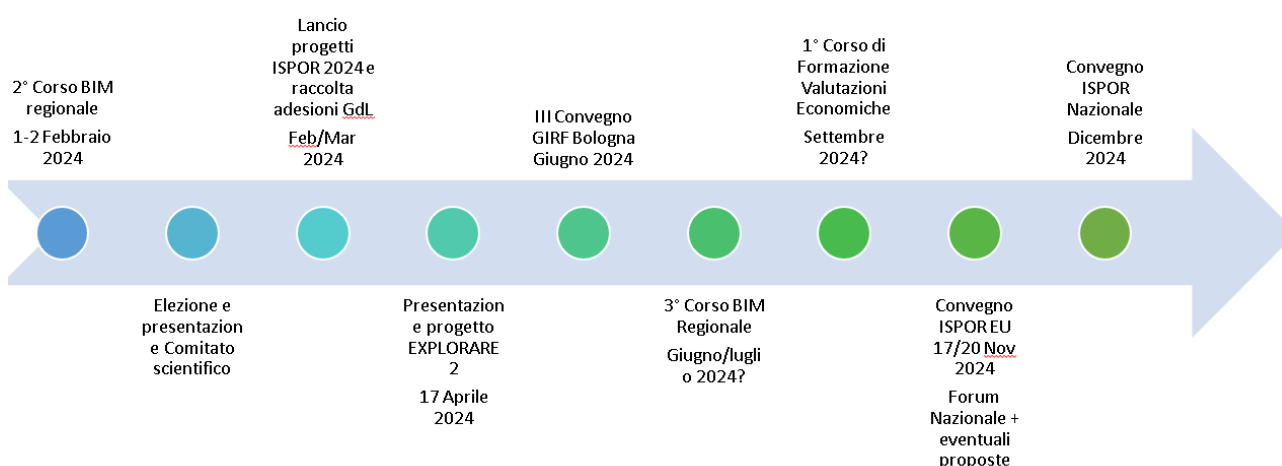 2° Corso BIM
regionale
1-2 Febbraio
2024
Elezione e
presentazion
e Comitato
scientifico
Lancio
progetti
ISPOR 2024 e
raccolta
adesioni GdL
Feb/Mar
2024
Presentazion
e progetto
EXPLORARE
2
17 Aprile
2024
III Convegno
GIRF Bologna
Giugno 2024
3° Corso BIM
Regionale
Giugno/lugli
o 2024?
1° Corso di
Formazione
Valutazioni
Economiche
Settembre
2024?
Convegno
ISPOR EU
17/20 Nov
2024
Forum
Nazionale +
eventuali
proposte
Convegno
ISPOR
Nazionale
Dicembre
2024